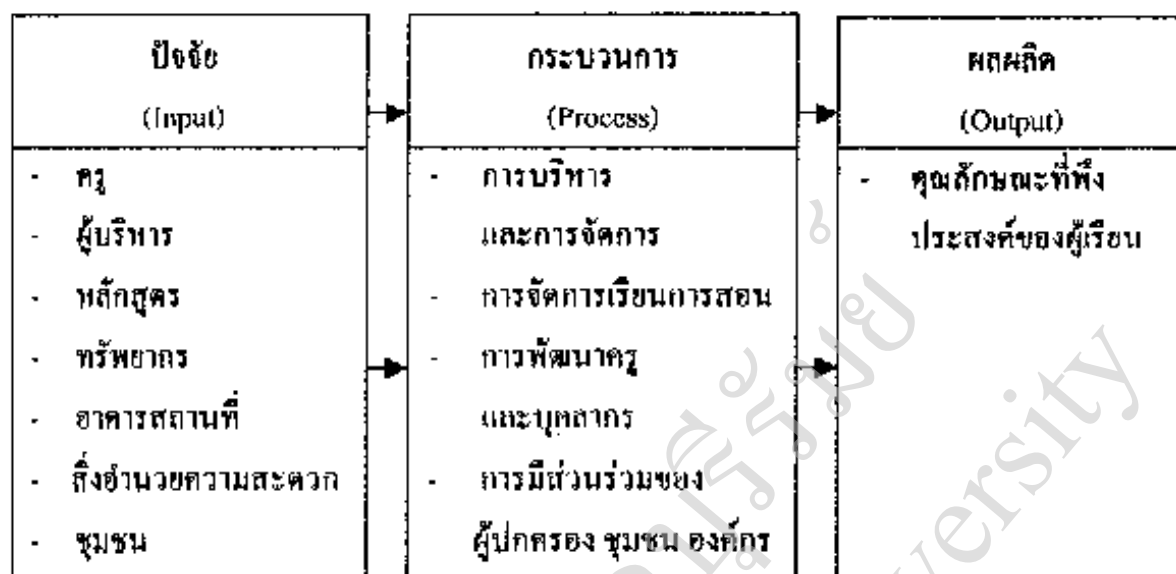 ปัจจัย
(Input)
- ครู
- ผู้บริหาร
- หลักสูตร
- ทรัพยากร
- อาคารสถานที่
- สิ่งอำนวยความสะดวก
- ชุมชน
กระบวนการ
(Process)
- การบริหาร
และการจัดการ
- การจัดการเรียนการสอน
- การพัฒนาครู
และบุคลากร
- การมีส่วนร่วมของ
ผู้ปกครอง ชุมชน องค์กร
ผลผลิต
(Output)
- คุณลักษณะที่พึง
ประสงค์ของผู้เรียน